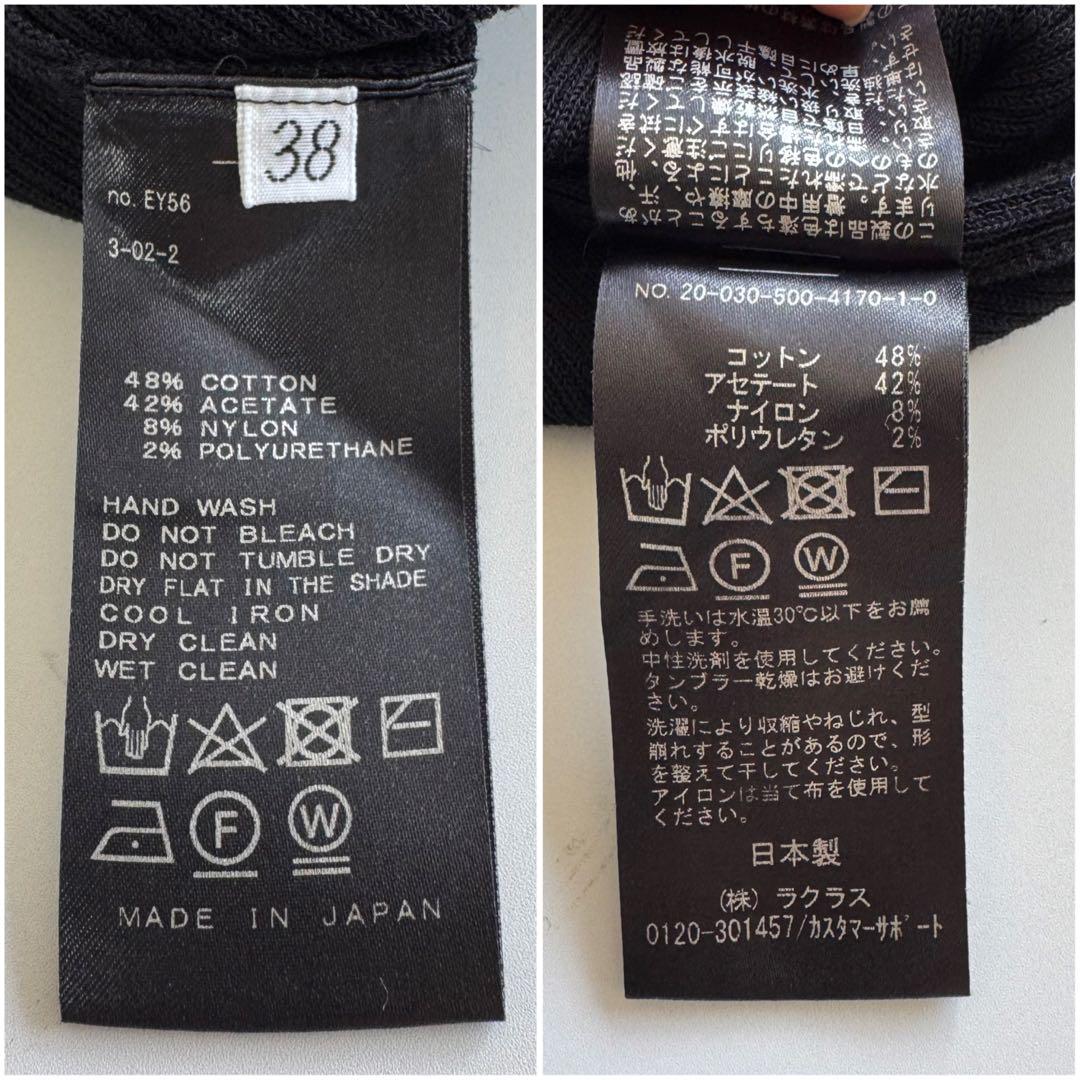 38
no. EY56
3-02-2
48% COTTON
42% ACETATE
8% NYLON
2% POLYURETHANE
HAND WASH
DO NOT BLEACH
DO NOT TUMBLE DRY
DRY FLAT IN THE SHADE
COOL IRON
DRY CLEAN
WET CLEAN
F
W
MADE IN JAPAN
NO. 20-030-500-4170-1-0
コットン 48%
アセテート 42%
ナイロン 8%
ポリウレタン 2%
F
W
手洗いは水温30℃以下をお薦
めします。
中性洗剤を使用してください。
タンブラー乾燥はお避けくだ
さい。
洗濯により収縮やねじれ、型
崩れすることがあるので、形
を整えて干してください。
アイロンは当て布を使用して
ください。
日本製
(株) ラクラス
0120-301457/カスタマーサポート